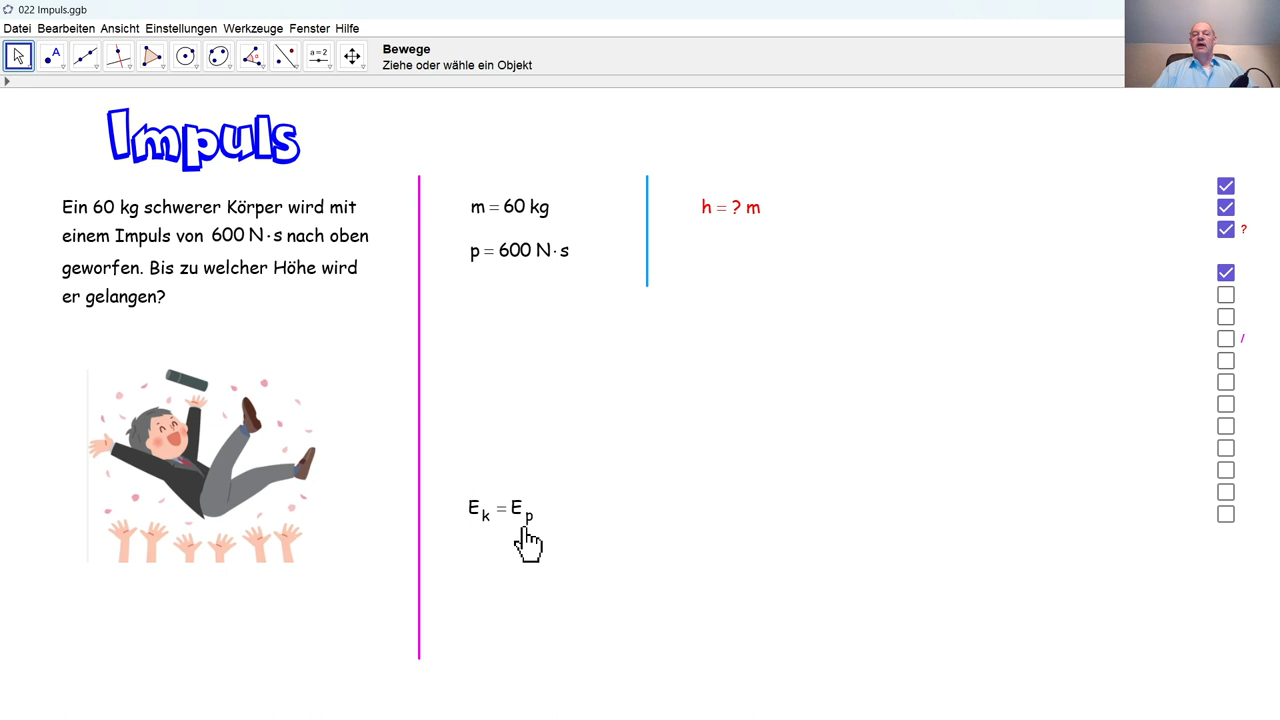 022 Impuls.ggb
Datei Bearbeiten Ansicht Einstellungen Werkzeuge Fenster Hilfe
A
a=2
Bewege
Ziehe oder wähle ein Objekt
Impuls
Ein 60 kg schwerer Körper wird mit
einem Impuls von 600 N·s nach oben
geworfen. Bis zu welcher Höhe wird
er gelangen?
m = 60 kg
p = 600 N·s
h = ? m
E_k = E_p
?
/